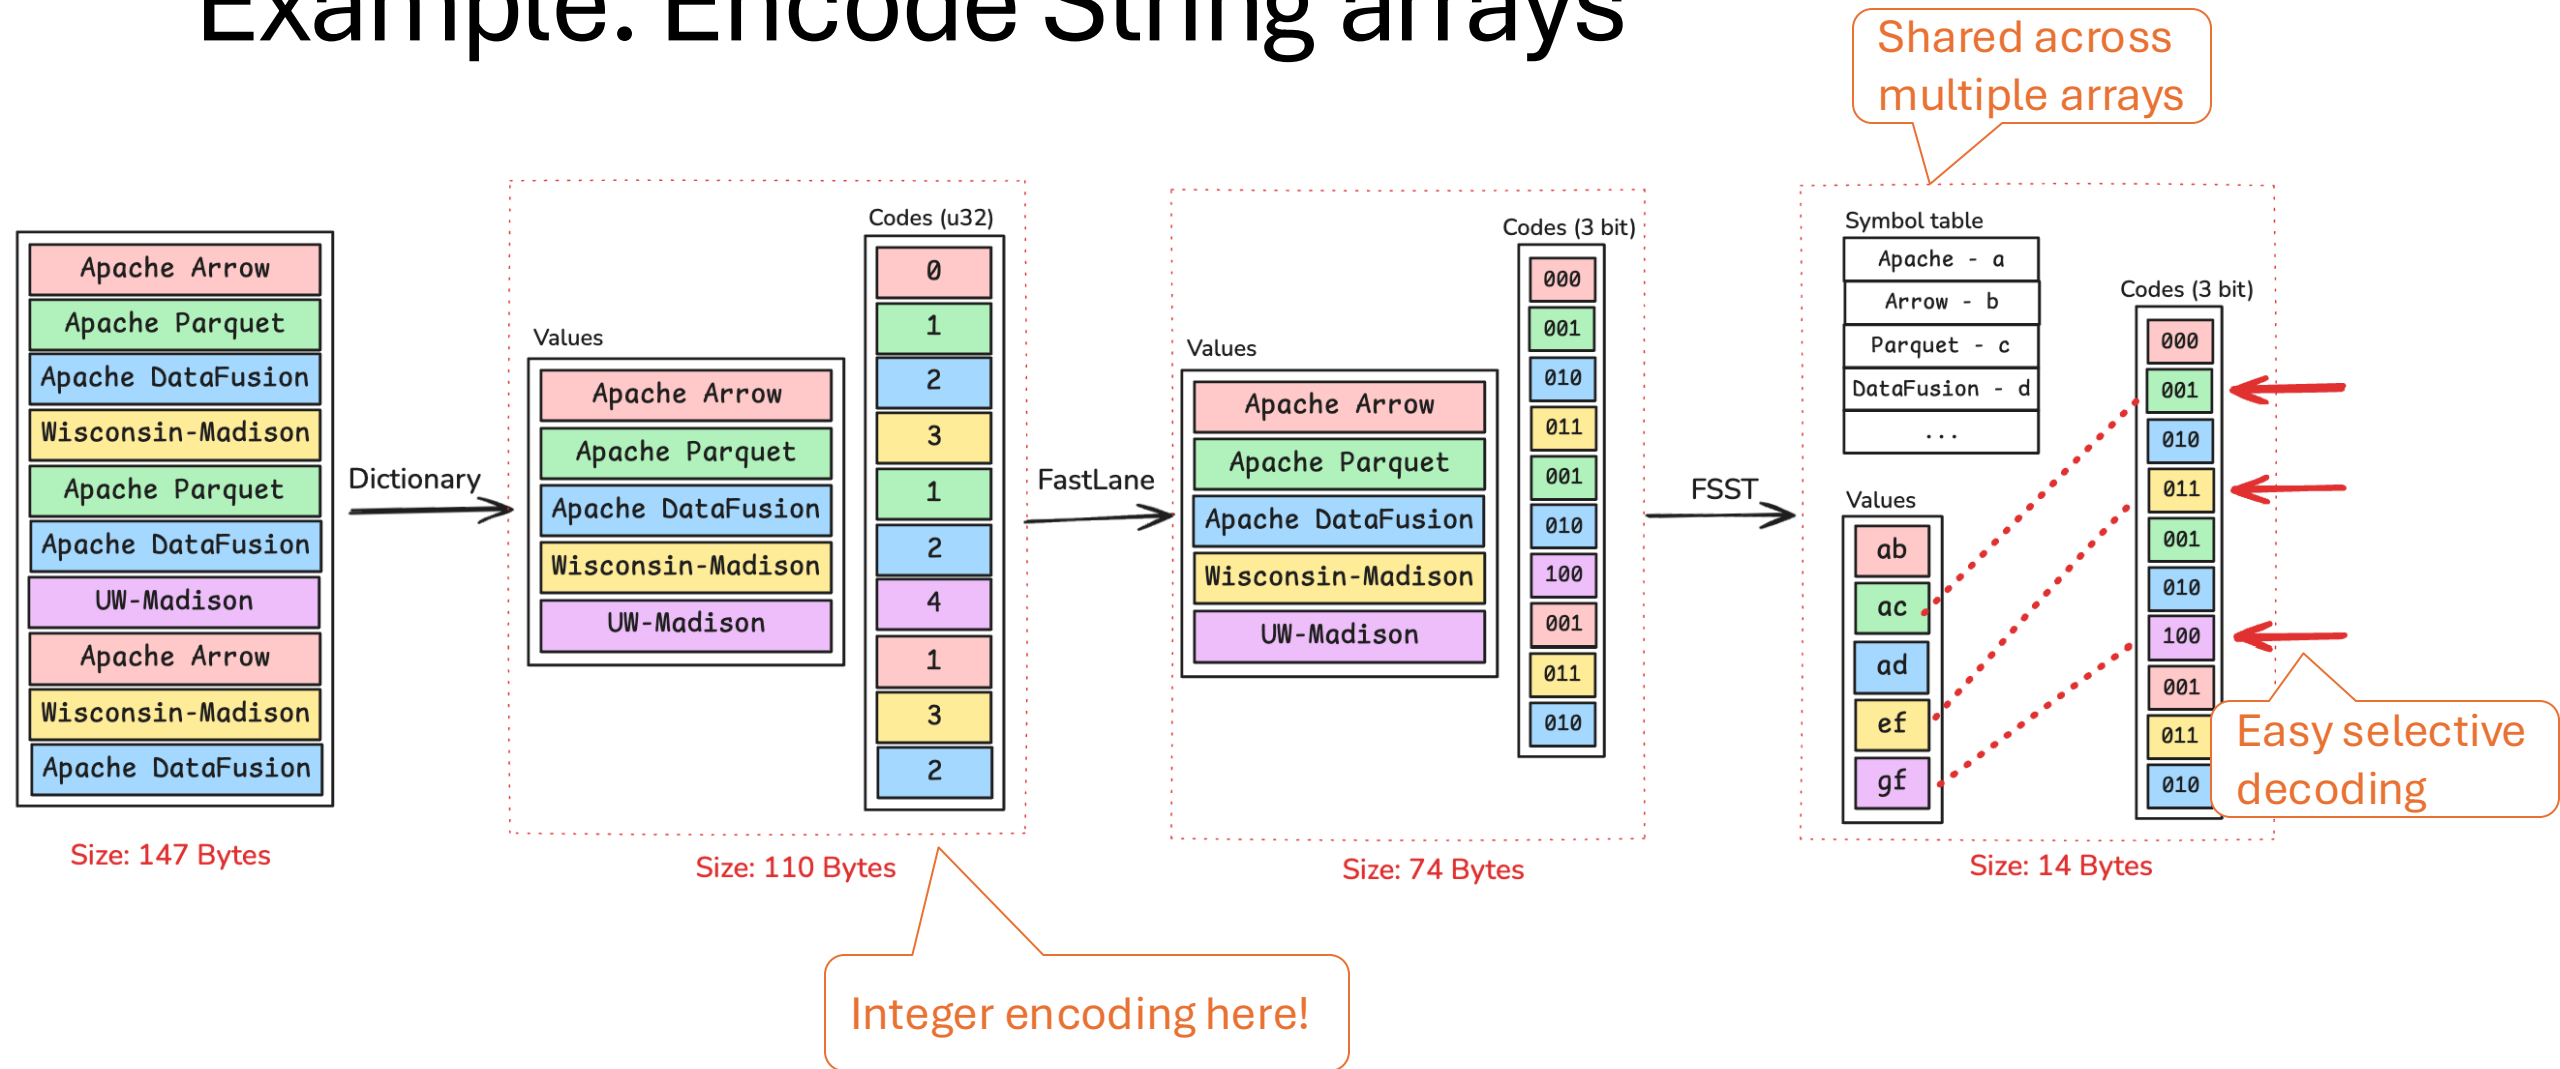 Example: Encode String arrays
Shared across
multiple arrays
Apache Arrow
Apache Parquet
Apache DataFusion
Wisconsin-Madison
Apache Parquet
Apache DataFusion
UW-Madison
Apache Arrow
Wisconsin-Madison
Apache DataFusion
Size: 147 Bytes
Dictionary
Values
Apache Arrow
Apache Parquet
Apache DataFusion
Wisconsin-Madison
UW-Madison
Codes (u32)
0
1
2
3
1
2
4
1
3
2
Size: 110 Bytes
Integer encoding here!
FastLane
Values
Apache Arrow
Apache Parquet
Apache DataFusion
Wisconsin-Madison
UW-Madison
Codes (3 bit)
000
001
010
011
001
010
100
001
011
010
Size: 74 Bytes
FSST
Symbol table
Apache - a
Arrow - b
Parquet - c
DataFusion - d
...
Values
ab
ac
ad
ef
gf
Codes (3 bit)
000
001
010
011
001
010
100
001
011
010
Easy selective
decoding
Size: 14 Bytes